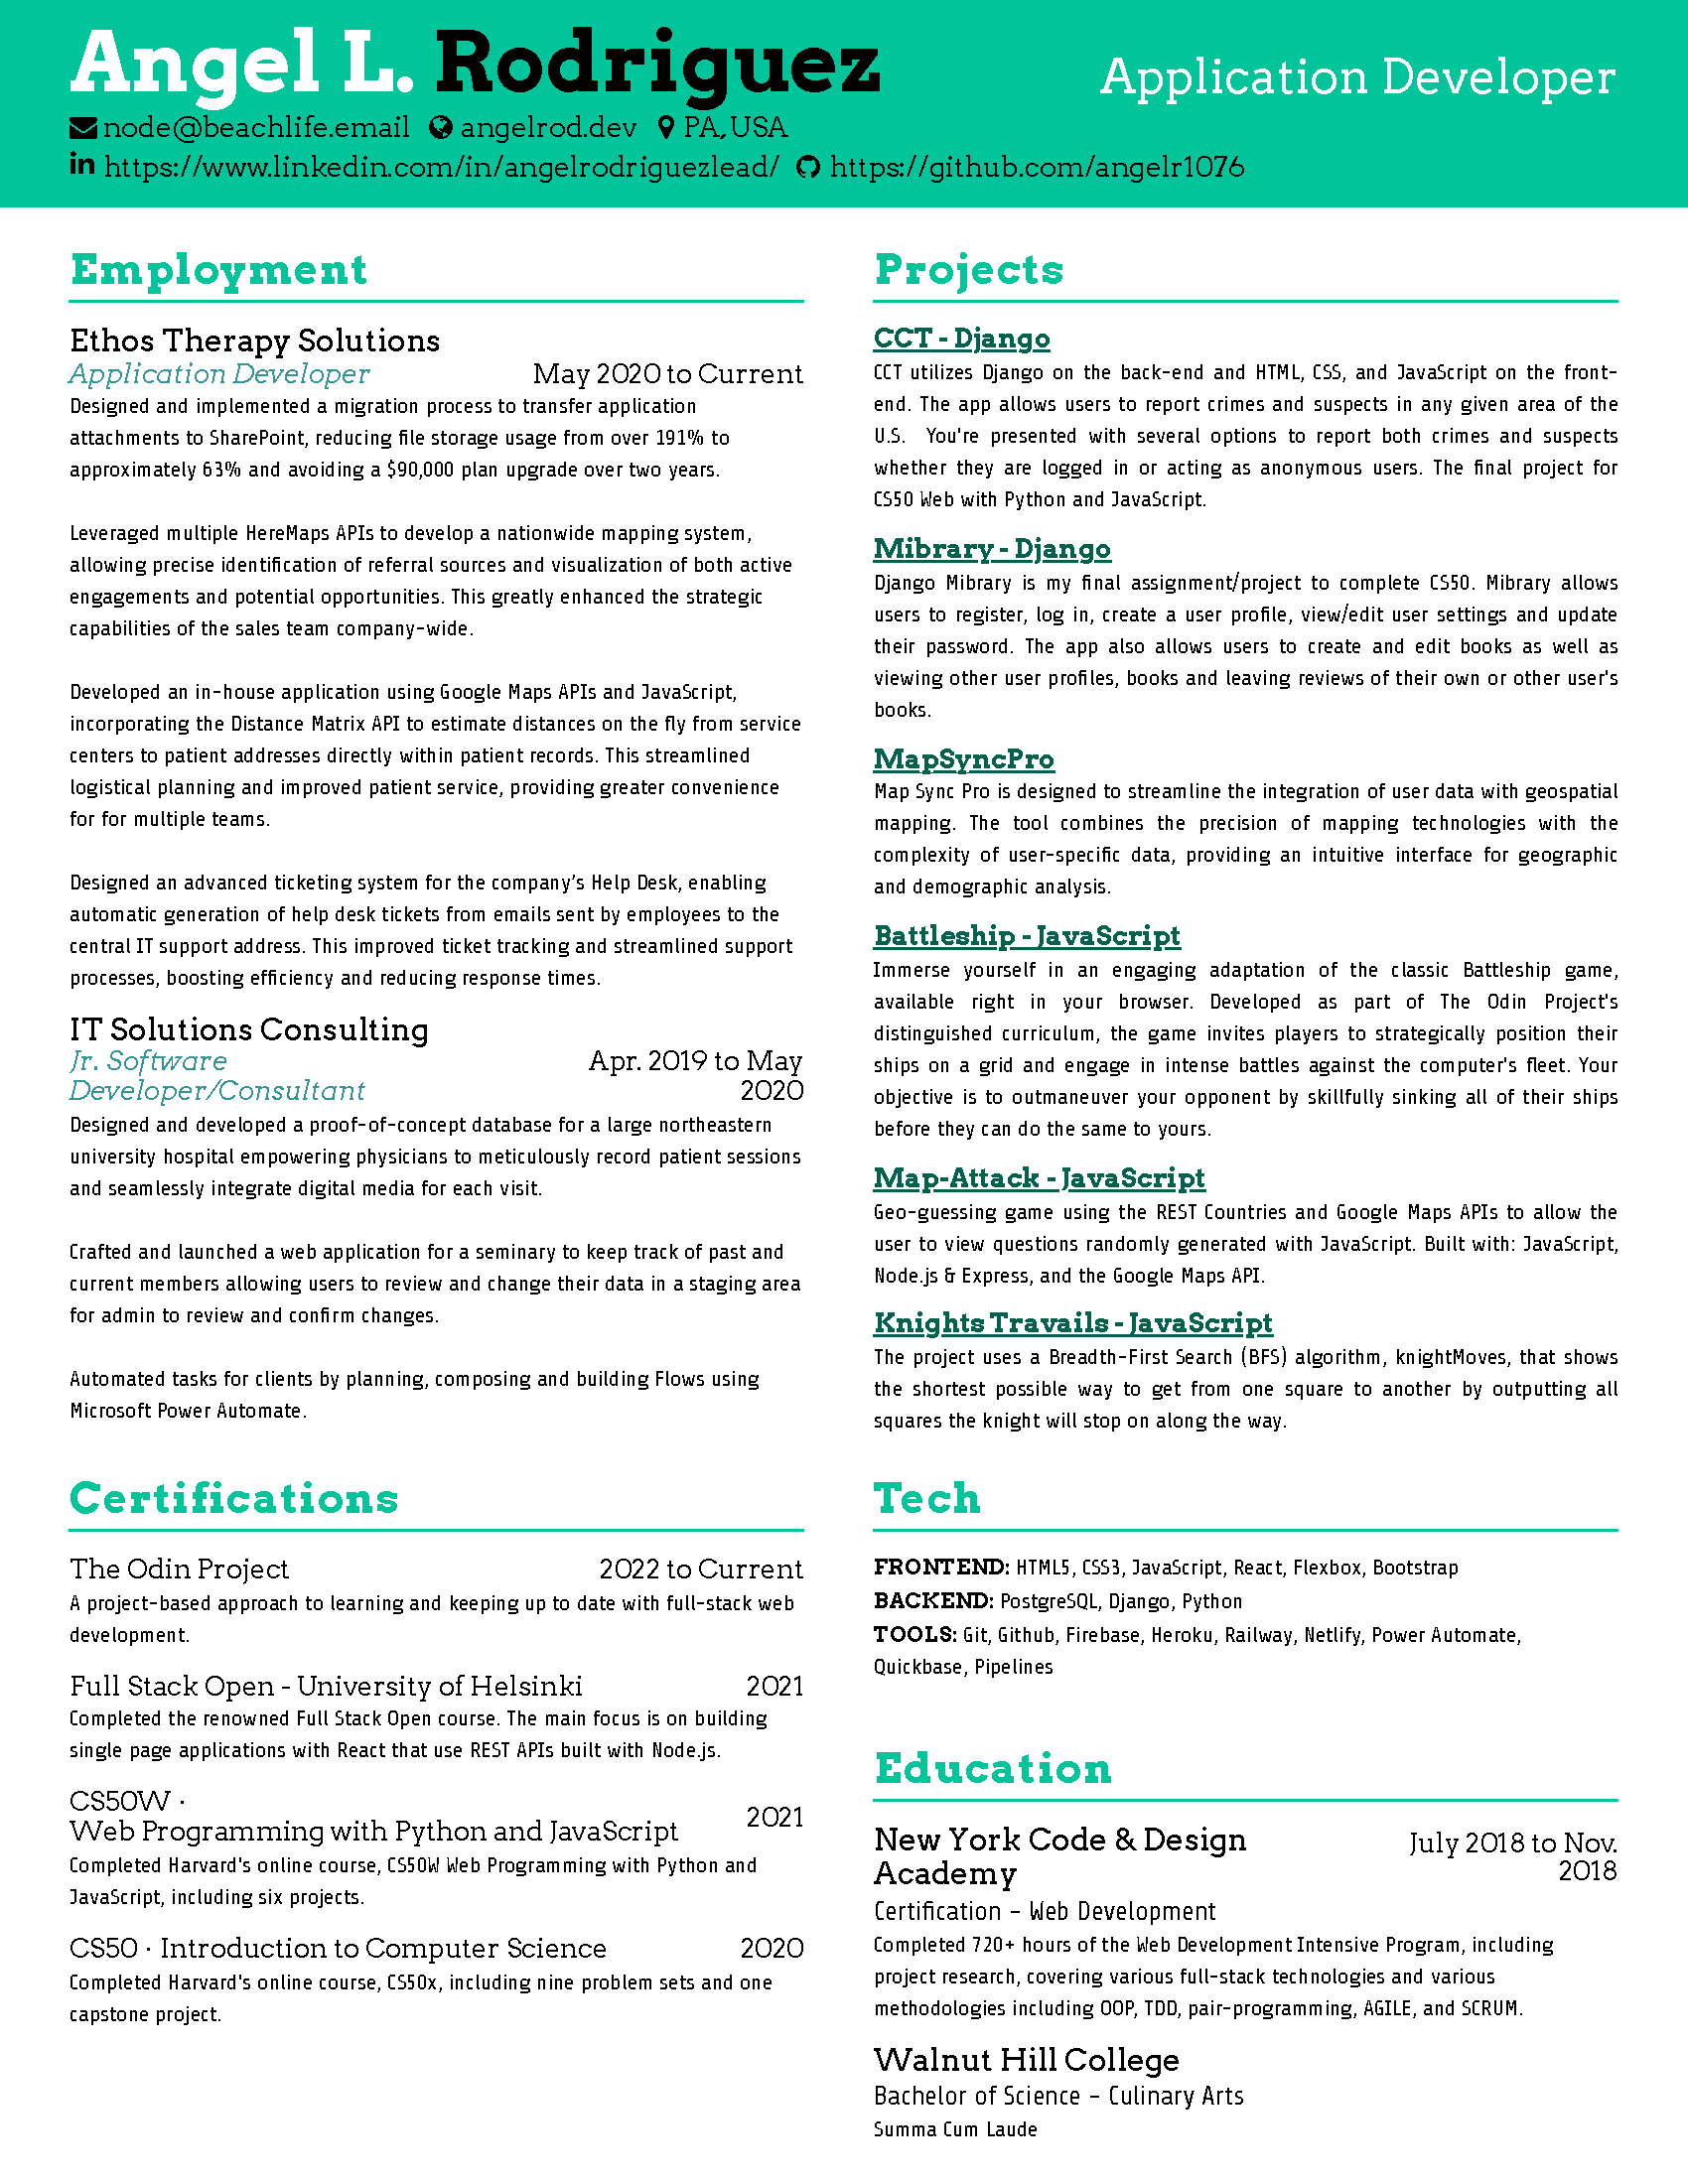 Angel L. Rodriguez
Application Developer
node@beachlife.email angelrod.dev PA, USA
https://www.linkedin.com/in/angelrodriguezlead/ https://github.com/angelr1076
Employment
Ethos Therapy Solutions
Application Developer May 2020 to Current
Designed and implemented a migration process to transfer application
attachments to SharePoint, reducing file storage usage from over 191% to
approximately 63% and avoiding a $90,000 plan upgrade over two years.
Leveraged multiple HereMaps APIs to develop a nationwide mapping system,
allowing precise identification of referral sources and visualization of both active
engagements and potential opportunities. This greatly enhanced the strategic
capabilities of the sales team company-wide.
Developed an in-house application using Google Maps APIs and JavaScript,
incorporating the Distance Matrix API to estimate distances on the fly from service
centers to patient addresses directly within patient records. This streamlined
logistical planning and improved patient service, providing greater convenience
for for multiple teams.
Designed an advanced ticketing system for the company’s Help Desk, enabling
automatic generation of help desk tickets from emails sent by employees to the
central IT support address. This improved ticket tracking and streamlined support
processes, boosting efficiency and reducing response times.
IT Solutions Consulting
Jr. Software Apr. 2019 to May
Developer/Consultant 2020
Designed and developed a proof-of-concept database for a large northeastern
university hospital empowering physicians to meticulously record patient sessions
and seamlessly integrate digital media for each visit.
Crafted and launched a web application for a seminary to keep track of past and
current members allowing users to review and change their data in a staging area
for admin to review and confirm changes.
Automated tasks for clients by planning, composing and building Flows using
Microsoft Power Automate.
Certifications
The Odin Project 2022 to Current
A project-based approach to learning and keeping up to date with full-stack web
development.
Full Stack Open - University of Helsinki 2021
Completed the renowned Full Stack Open course. The main focus is on building
single page applications with React that use REST APIs built with Node.js.
CS50W ·
Web Programming with Python and JavaScript 2021
Completed Harvard's online course, CS50W Web Programming with Python and
JavaScript, including six projects.
CS50 · Introduction to Computer Science 2020
Completed Harvard's online course, CS50x, including nine problem sets and one
capstone project.
Projects
CCT - Django
CCT utilizes Django on the back-end and HTML, CSS, and JavaScript on the front-
end. The app allows users to report crimes and suspects in any given area of the
U.S. You're presented with several options to report both crimes and suspects
whether they are logged in or acting as anonymous users. The final project for
CS50 Web with Python and JavaScript.
Mibrary - Django
Django Mibrary is my final assignment/project to complete CS50. Mibrary allows
users to register, log in, create a user profile, view/edit user settings and update
their password. The app also allows users to create and edit books as well as
viewing other user profiles, books and leaving reviews of their own or other user's
books.
MapSyncPro
Map Sync Pro is designed to streamline the integration of user data with geospatial
mapping. The tool combines the precision of mapping technologies with the
complexity of user-specific data, providing an intuitive interface for geographic
and demographic analysis.
Battleship - JavaScript
Immerse yourself in an engaging adaptation of the classic Battleship game,
available right in your browser. Developed as part of The Odin Project's
distinguished curriculum, the game invites players to strategically position their
ships on a grid and engage in intense battles against the computer's fleet. Your
objective is to outmaneuver your opponent by skillfully sinking all of their ships
before they can do the same to yours.
Map-Attack - JavaScript
Geo-guessing game using the REST Countries and Google Maps APIs to allow the
user to view questions randomly generated with JavaScript. Built with: JavaScript,
Node.js & Express, and the Google Maps API.
Knights Travails - JavaScript
The project uses a Breadth-First Search (BFS) algorithm, knightMoves, that shows
the shortest possible way to get from one square to another by outputting all
squares the knight will stop on along the way.
Tech
FRONTEND: HTML5, CSS3, JavaScript, React, Flexbox, Bootstrap
BACKEND: PostgreSQL, Django, Python
TOOLS: Git, Github, Firebase, Heroku, Railway, Netlify, Power Automate,
Quickbase, Pipelines
Education
New York Code & Design July 2018 to Nov.
Academy 2018
Certification - Web Development
Completed 720+ hours of the Web Development Intensive Program, including
project research, covering various full-stack technologies and various
methodologies including OOP, TDD, pair-programming, AGILE, and SCRUM.
Walnut Hill College
Bachelor of Science - Culinary Arts
Summa Cum Laude